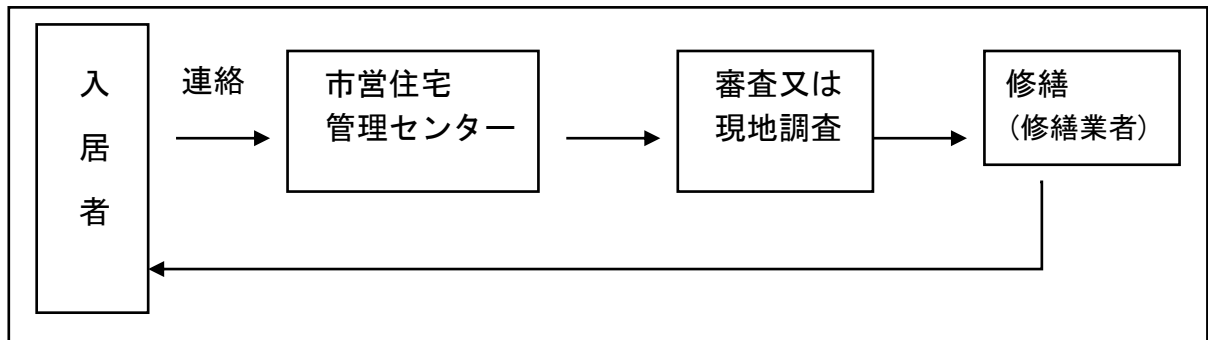 入居者
連絡
市営住宅
管理センター
審査又は
現地調査
修繕
（修繕業者）